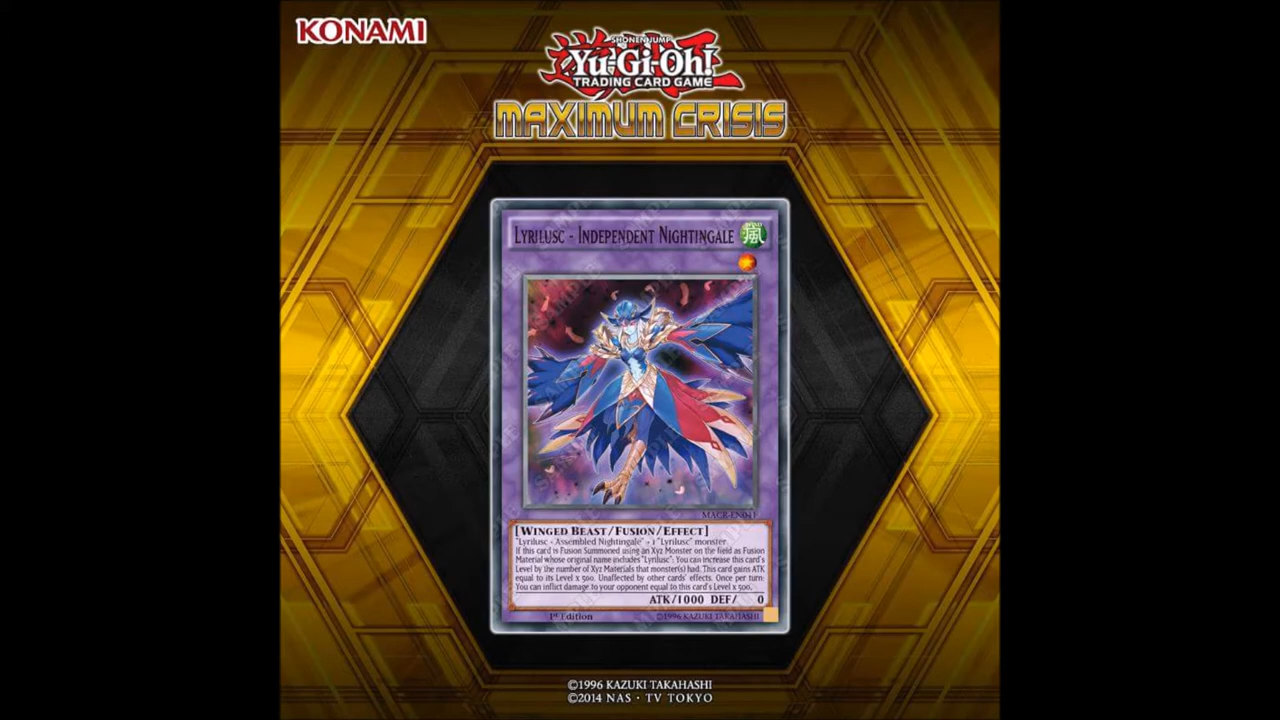 KONAMI
SHONEN JUMP
Yu-Gi-Oh!
TRADING CARD GAME
MAXIMUM CRISIS
LYRILUSC - INDEPENDENT NIGHTINGALE
MACR-EN041
[WINGED BEAST/FUSION/EFFECT]
"Lyrilusc - Assembled Nightingale" + 1 "Lyrilusc" monster
If this card is Fusion Summoned using an Xyz Monster on the field as Fusion
Material whose original name includes "Lyrilusc": You can increase this card's
Level by the number of Xyz Materials that monster(s) had. This card gains ATK
equal to its Level x 500. Unaffected by other cards' effects. Once per turn:
You can inflict damage to your opponent equal to this card's Level x 500.
ATK/1000 DEF/ 0
1st Edition
©1996 KAZUKI TAKAHASHI
©1996 KAZUKI TAKAHASHI
©2014 NAS • TV TOKYO